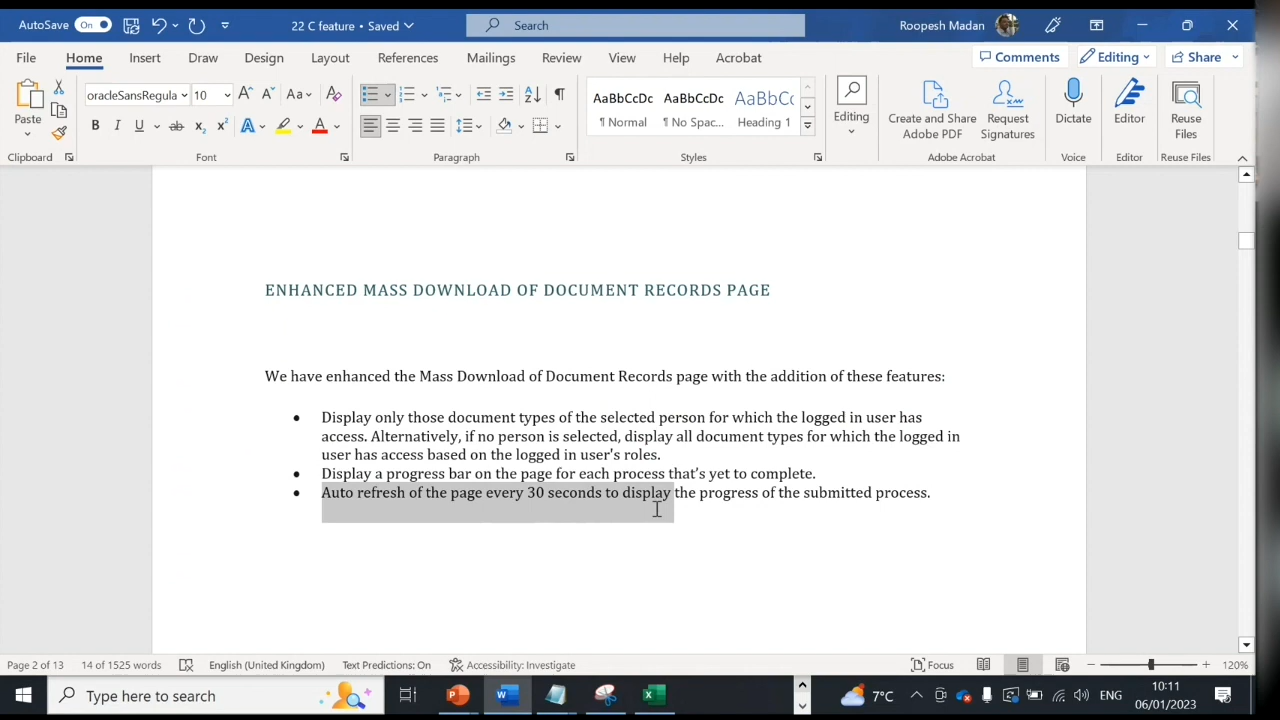 AutoSave On 22 C feature • Saved Search Roopesh Madan
File Home Insert Draw Design Layout References Mailings Review View Help Acrobat Comments Editing Share
Paste
oradeSansRegula 10 A A Aa A
B I U ab x₂ x² A A
AaBbCcDc AaBbCcDc AaBbCc
¶ Normal ¶ No Spac... Heading 1
Editing
Create and Share Adobe PDF
Request Signatures
Dictate
Editor
Reuse Files
Clipboard Font Paragraph Styles Adobe Acrobat Voice Editor Reuse Files
ENHANCED MASS DOWNLOAD OF DOCUMENT RECORDS PAGE
We have enhanced the Mass Download of Document Records page with the addition of these features:
• Display only those document types of the selected person for which the logged in user has
access. Alternatively, if no person is selected, display all document types for which the logged in
user has access based on the logged in user's roles.
• Display a progress bar on the page for each process that's yet to complete.
• Auto refresh of the page every 30 seconds to display the progress of the submitted process.
Page 2 of 13 14 of 1525 words English (United Kingdom) Text Predictions: On Accessibility: Investigate Focus 120%
Type here to search 7°C ENG 10:11
06/01/2023